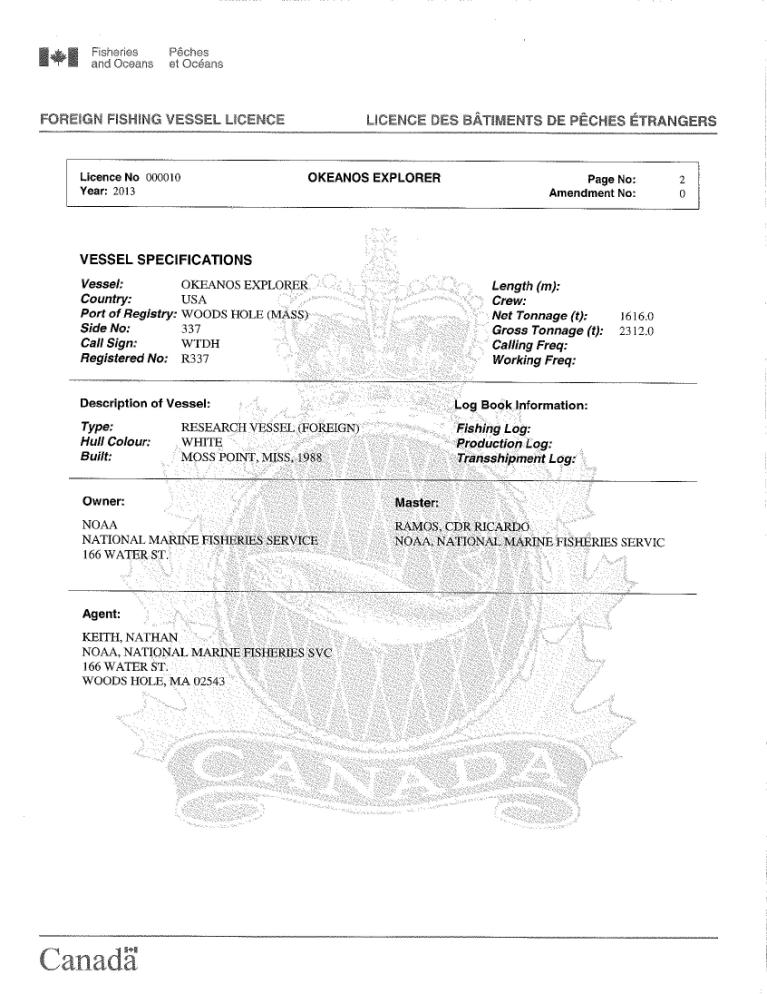 Fisheries and Oceans Pêches et Océans
FOREIGN FISHING VESSEL LICENCE LICENCE DES BÂTIMENTS DE PÊCHES ÉTRANGERS
Licence No 000010 OKEANOS EXPLORER Page No: 2
Year: 2013 Amendment No: 0
VESSEL SPECIFICATIONS
Vessel: OKEANOS EXPLORER Length (m):
Country: USA Crew:
Port of Registry: WOODS HOLE (MASS) Net Tonnage (t): 1616.0
Side No: 337 Gross Tonnage (t): 2312.0
Call Sign: WTDH Calling Freq:
Registered No: R337 Working Freq:
Description of Vessel: Log Book Information:
Type: RESEARCH VESSEL (FOREIGN) Fishing Log:
Hull Colour: WHITE Production Log:
Built: MOSS POINT, MISS, 1988 Transshipment Log:
Owner: Master:
NOAA RAMOS, CDR RICARDO
NATIONAL MARINE FISHERIES SERVICE NOAA, NATIONAL MARINE FISHERIES SERVIC
166 WATER ST.
Agent:
KEITH, NATHAN
NOAA, NATIONAL MARINE FISHERIES SVC
166 WATER ST.
WOODS HOLE, MA 02543
CANADA
Canada